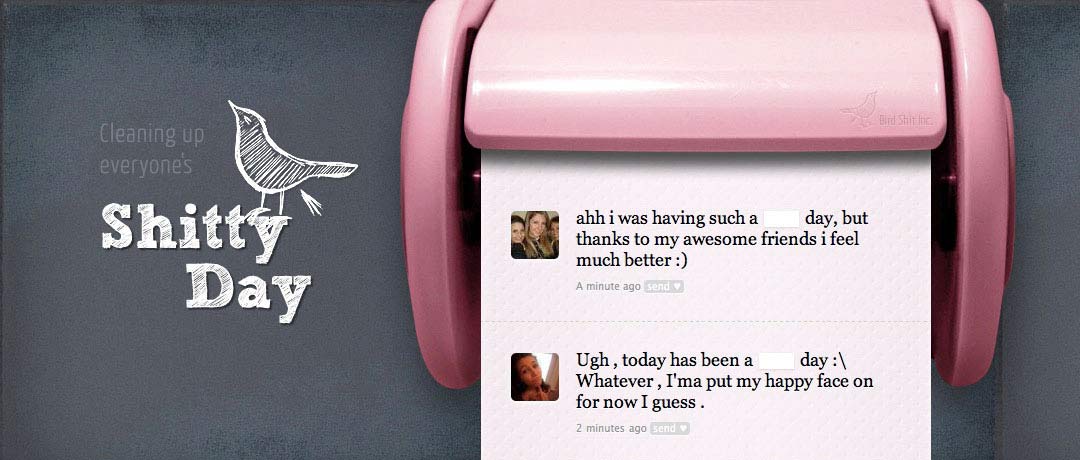 Cleaning up
everyone's
Shitty
Day
Bird Shit Inc.
ahh i was having such a day, but
thanks to my awesome friends i feel
much better :)
A minute ago send ♥
Ugh , today has been a day :\
Whatever , I'ma put my happy face on
for now I guess .
2 minutes ago send ♥